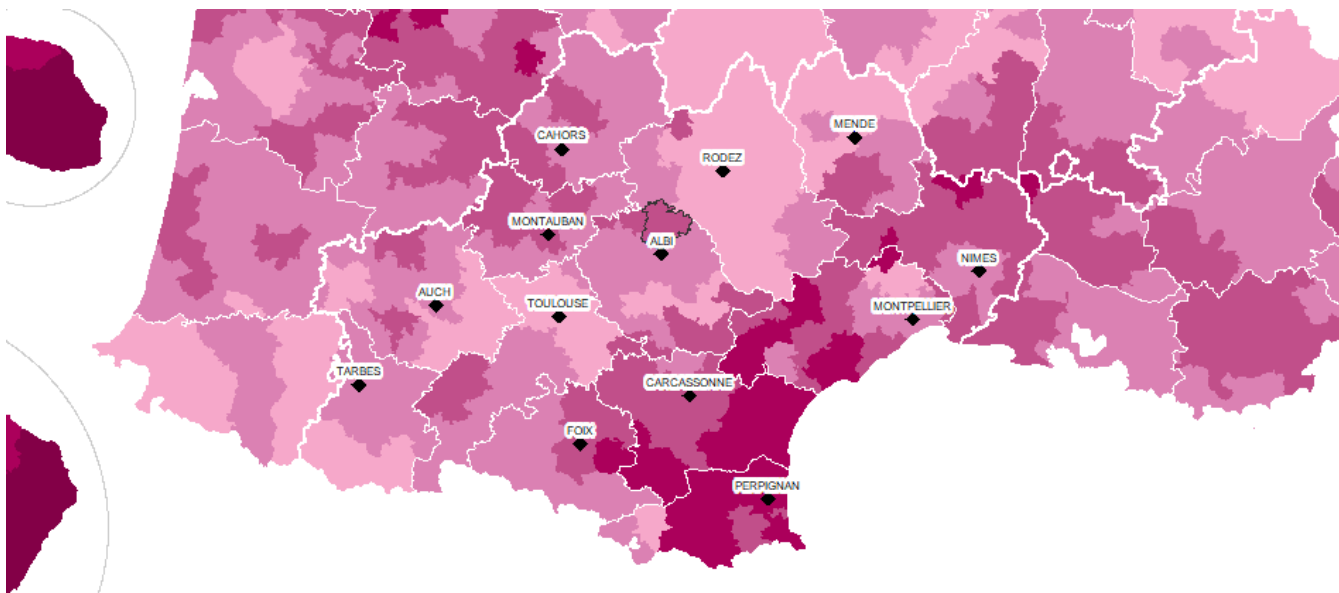 MENDE
CAHORS
RODEZ
MONTAUBAN
ALBI
NIMES
AUCH
TOULOUSE
MONTPELLIER
TARBES
CARCASSONNE
FOIX
PERPIGNAN